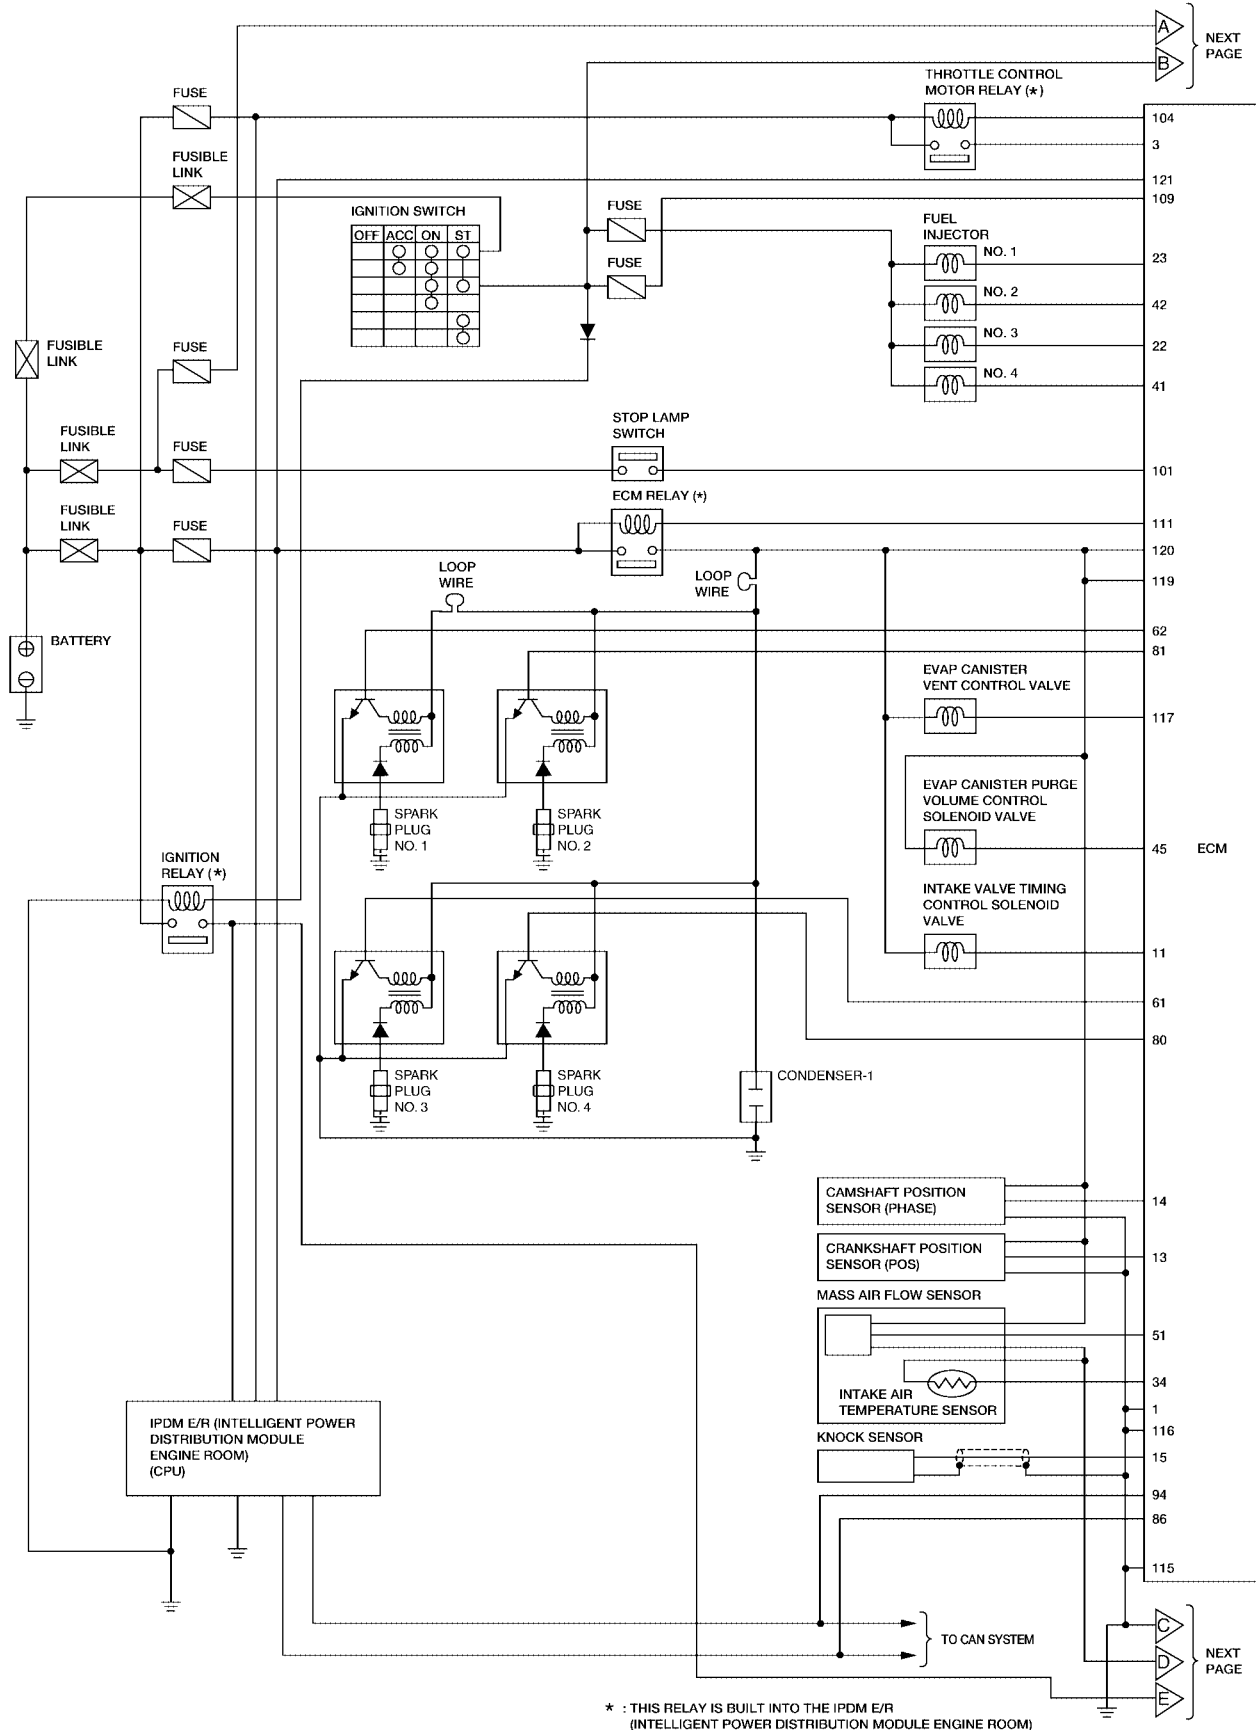 A
NEXT
PAGE
B
THROTTLE CONTROL
MOTOR RELAY (*)
FUSE
104
3
FUSIBLE
LINK
121
109
IGNITION SWITCH
OFF ACC ON ST
FUSE
FUSE
FUEL
INJECTOR
NO. 1
23
NO. 2
42
NO. 3
22
NO. 4
41
FUSIBLE
LINK
FUSE
STOP LAMP
SWITCH
FUSIBLE
LINK
FUSE
101
ECM RELAY (*)
FUSIBLE
LINK
FUSE
111
120
LOOP
WIRE
LOOP
WIRE
119
BATTERY
62
81
EVAP CANISTER
VENT CONTROL VALVE
117
EVAP CANISTER PURGE
VOLUME CONTROL
SOLENOID VALVE
SPARK
PLUG
NO. 1
SPARK
PLUG
NO. 2
45
ECM
IGNITION
RELAY (*)
INTAKE VALVE TIMING
CONTROL SOLENOID
VALVE
11
61
80
SPARK
PLUG
NO. 3
SPARK
PLUG
NO. 4
CONDENSER-1
CAMSHAFT POSITION
SENSOR (PHASE)
14
CRANKSHAFT POSITION
SENSOR (POS)
13
MASS AIR FLOW SENSOR
51
34
INTAKE AIR
TEMPERATURE SENSOR
1
116
KNOCK SENSOR
15
IPDM E/R (INTELLIGENT POWER
DISTRIBUTION MODULE
ENGINE ROOM)
(CPU)
94
86
115
TO CAN SYSTEM
C
D
E
NEXT
PAGE
* : THIS RELAY IS BUILT INTO THE IPDM E/R
(INTELLIGENT POWER DISTRIBUTION MODULE ENGINE ROOM)